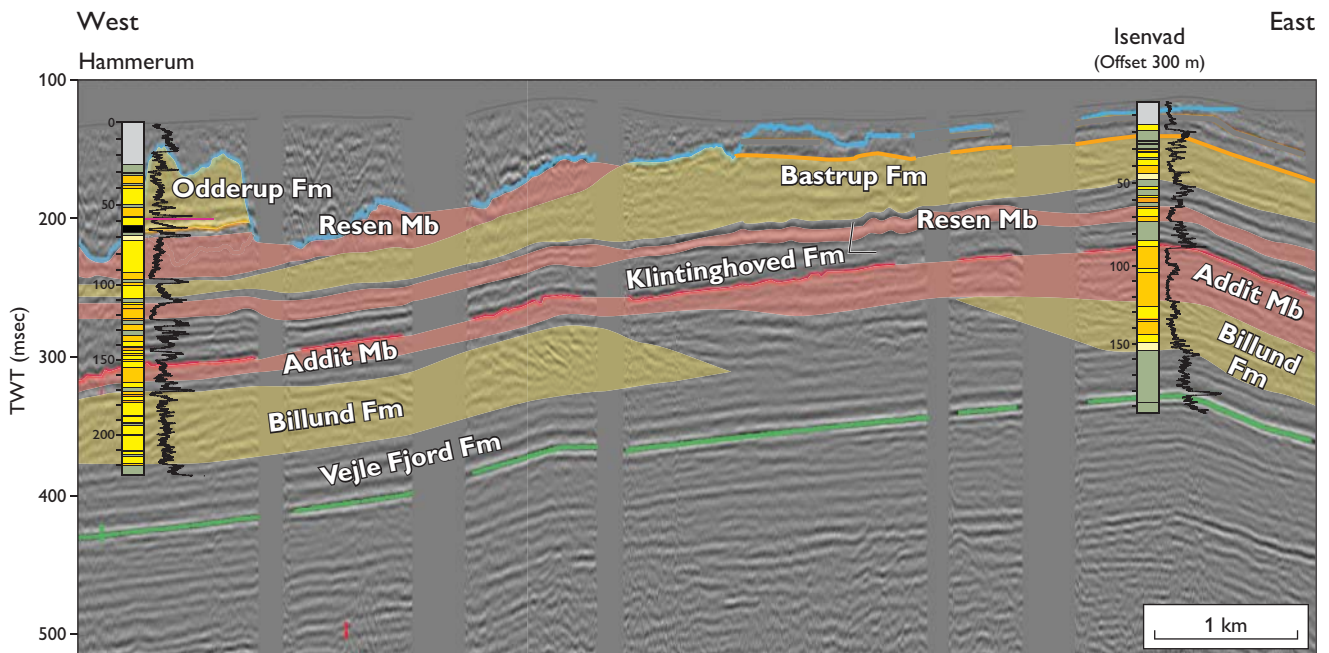 West
East
Hammerum
Isenvad
(Offset 300 m)
TWT (msec)
100
200
300
400
500
0
50
100
150
200
50
100
150
Odderup Fm
Resen Mb
Bastrup Fm
Resen Mb
Klintinghoved Fm
Addit Mb
Addit Mb
Billund Fm
Billund
Fm
Vejle Fjord Fm
1 km